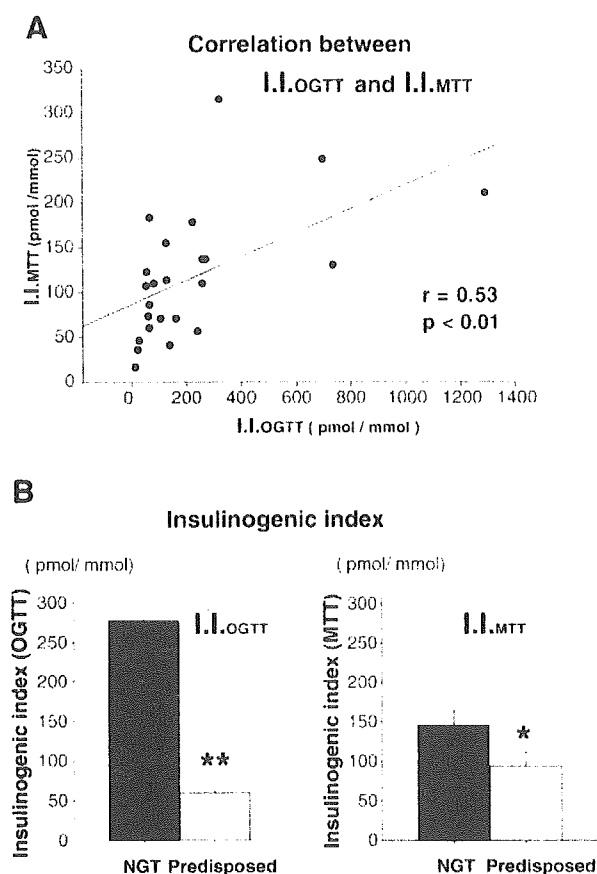 A
Correlation between
I.I.OGTT and I.I.MTT
350
300
250
200
150
100
50
0
I.I.MTT (pmol /mmol)
r = 0.53
p < 0.01
0 200 400 600 800 1000 1200 1400
I.I.OGTT ( pmol / mmol )
B
Insulinogenic index
( pmol/ mmol)
Insulinogenic index (OGTT)
300
250
200
150
100
50
0
I.I.OGTT
**
NGT Predisposed
( pmol/ mmol)
Insulinogenic index (MTT)
300
250
200
150
100
50
0
I.I.MTT
*
NGT Predisposed